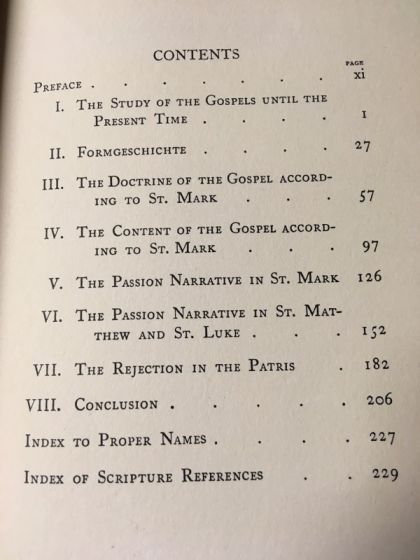 CONTENTS
PAGE
PREFACE . . . . . . . xi
I. THE STUDY OF THE GOSPELS UNTIL THE
PRESENT TIME . . . . 1
II. FORMGESCHICHTE . . . . 27
III. THE DOCTRINE OF THE GOSPEL ACCORD-
ING TO ST. MARK . . . 57
IV. THE CONTENT OF THE GOSPEL ACCORD-
ING TO ST. MARK . . . 97
V. THE PASSION NARRATIVE IN ST. MARK 126
VI. THE PASSION NARRATIVE IN ST. MAT-
THEW AND ST. LUKE . . . 152
VII. THE REJECTION IN THE PATRIS . 182
VIII. CONCLUSION . . . . . 206
INDEX TO PROPER NAMES . . . . 227
INDEX OF SCRIPTURE REFERENCES . . 229